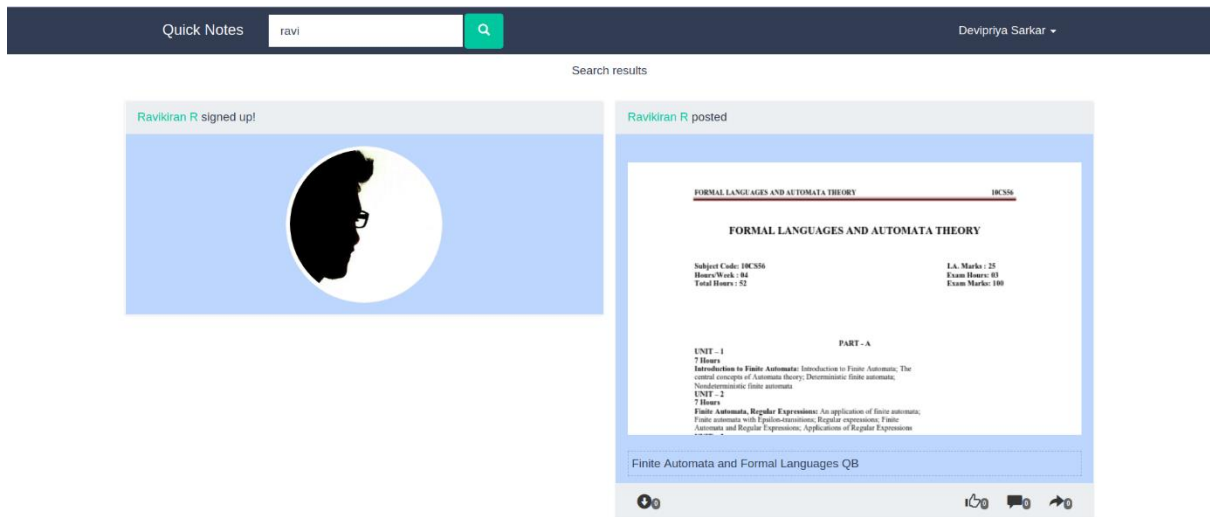 Quick Notes
ravi
Devipriya Sarkar
Search results
Ravikiran R signed up!
Ravikiran R posted
FORMAL LANGUAGES AND AUTOMATA THEORY 10CS56
FORMAL LANGUAGES AND AUTOMATA THEORY
Subject Code: 10CS56 I.A. Marks : 25
Hours/Week : 04 Exam Hours: 03
Total Hours : 52 Exam Marks: 100
PART - A
UNIT – 1
7 Hours
Introduction to Finite Automata: Introduction to Finite Automata; The
central concepts of Automata theory; Deterministic finite automata;
Nondeterministic finite automata
UNIT – 2
7 Hours
Finite Automata, Regular Expressions: An application of finite automata;
Finite automata with Epsilon-transitions; Regular expressions; Finite
Automata and Regular Expressions; Applications of Regular Expressions
Finite Automata and Formal Languages QB
0 0 0 0